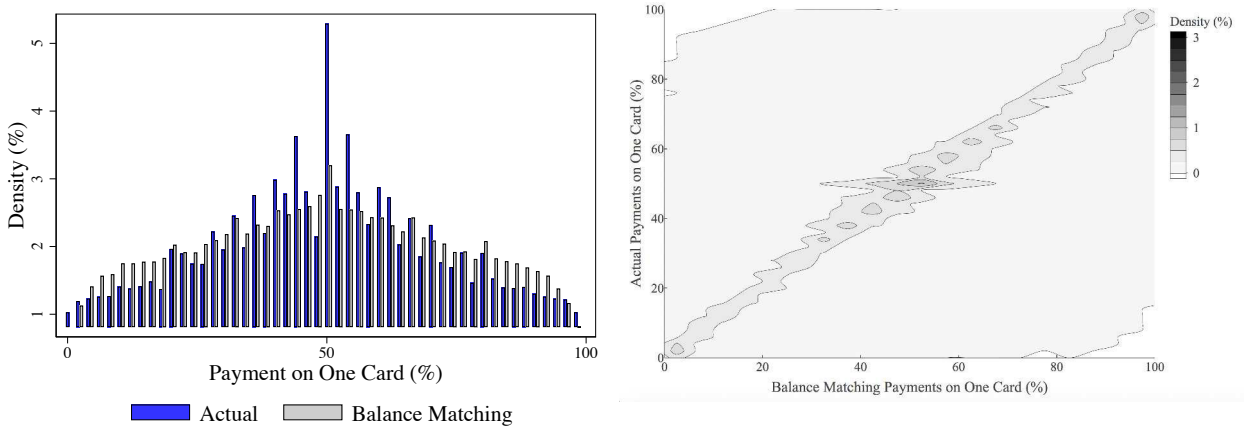 5
4
3
2
1
Density (%)
0 50 100
Payment on One Card (%)
Actual Balance Matching
100
80
60
40
20
0
Actual Payments on One Card (%)
0 20 40 60 80 100
Balance Matching Payments on One Card (%)
Density (%)
3
2
1
0